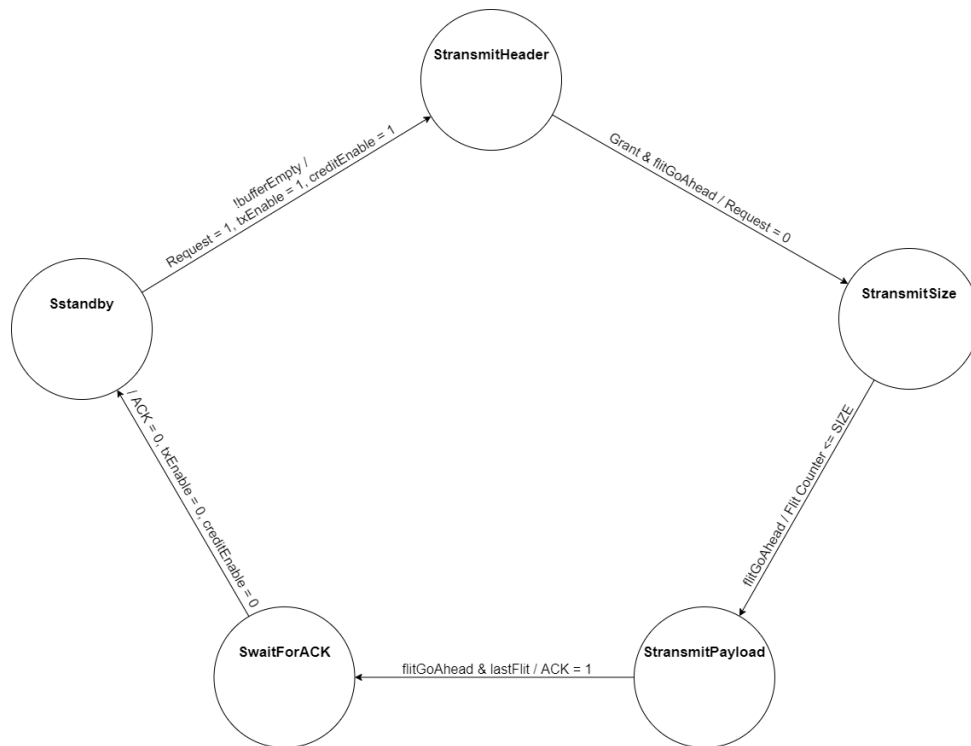 StransmitHeader
!bufferEmpty /
Request = 1, txEnable = 1, creditEnable = 1
Grant & flitGoAhead / Request = 0
Sstandby
StransmitSize
/ ACK = 0, txEnable = 0, creditEnable = 0
flitGoAhead / Flit Counter <= SIZE
SwaitForACK
flitGoAhead & lastFlit / ACK = 1
StransmitPayload